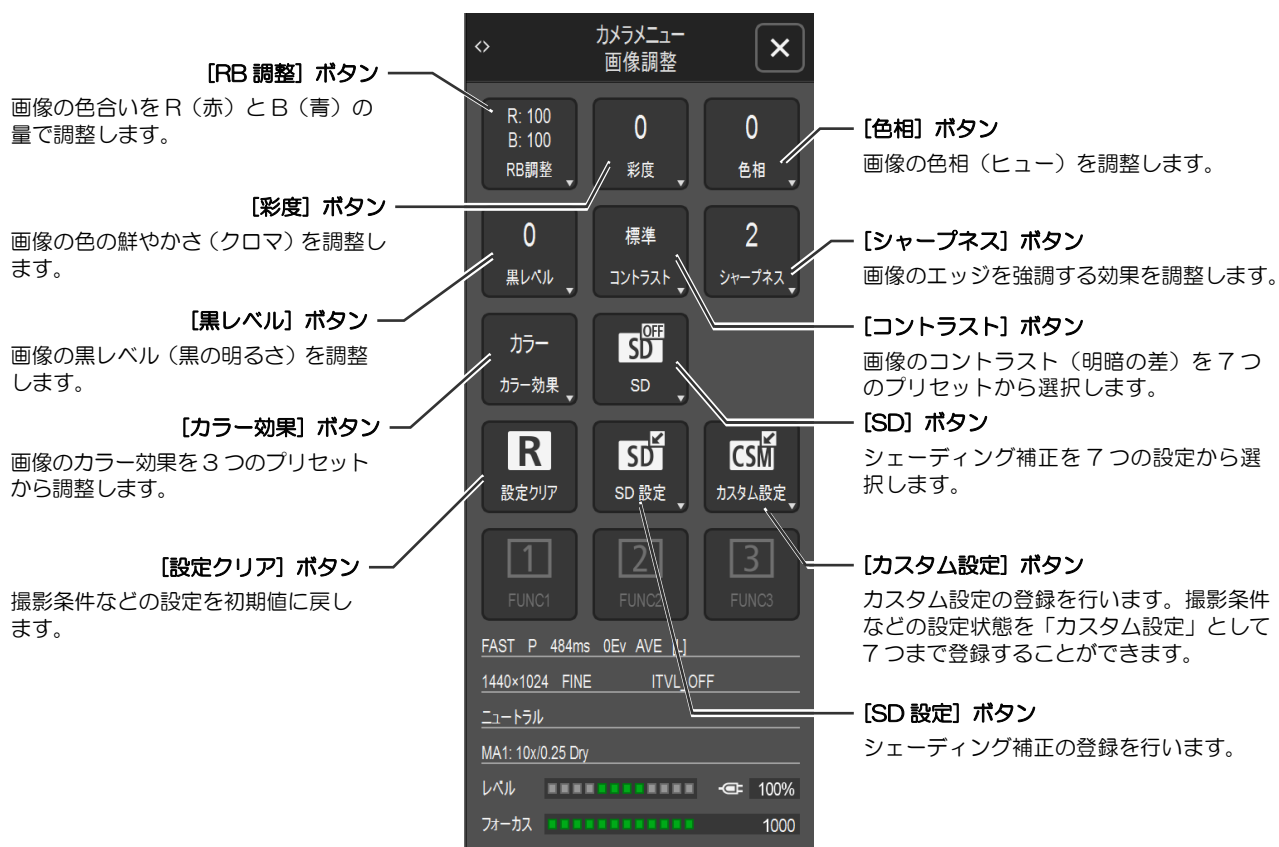 [RB 調整] ボタン
画像の色合いをR（赤）とB（青）の
量で調整します。
[彩度] ボタン
画像の色の鮮やかさ（クロマ）を調整し
ます。
[黒レベル] ボタン
画像の黒レベル（黒の明るさ）を調整
します。
[カラー効果] ボタン
画像のカラー効果を３つのプリセット
から調整します。
[設定クリア] ボタン
撮影条件などの設定を初期値に戻し
ます。
カメラメニュー
画像調整
R: 100
B: 100
RB調整
0
彩度
0
色相
0
黒レベル
標準
コントラスト
2
シャープネス
カラー
カラー効果
OFF
SD
SD
R
設定クリア
SD
SD 設定
CSM
カスタム設定
1
FUNC1
2
FUNC2
3
FUNC3
FAST P 484ms 0Ev AVE [L]
1440×1024 FINE ITVL_OFF
ニュートラル
MA1: 10x/0.25 Dry
レベル 100%
フォーカス 1000
[色相] ボタン
画像の色相（ヒュー）を調整します。
[シャープネス] ボタン
画像のエッジを強調する効果を調整します。
[コントラスト] ボタン
画像のコントラスト（明暗の差）を７つ
のプリセットから選択します。
[SD] ボタン
シェーディング補正を７つの設定から選
択します。
[カスタム設定] ボタン
カスタム設定の登録を行います。撮影条件
などの設定状態を「カスタム設定」として
７つまで登録することができます。
[SD 設定] ボタン
シェーディング補正の登録を行います。